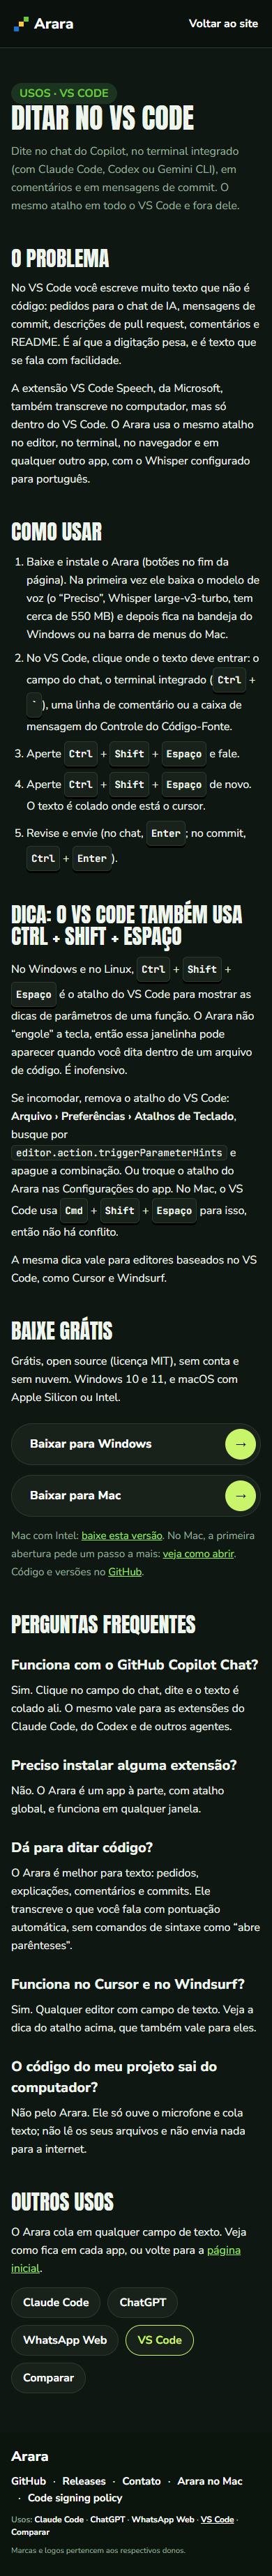 Arara
Voltar ao site
USOS · VS CODE
DITAR NO VS CODE
Dite no chat do Copilot, no terminal integrado
(com Claude Code, Codex ou Gemini CLI), em
comentários e em mensagens de commit. O
mesmo atalho em todo o VS Code e fora dele.
O PROBLEMA
No VS Code você escreve muito texto que não é
código: pedidos para o chat de IA, mensagens de
commit, descrições de pull request, comentários e
README. É aí que a digitação pesa, e é texto que
se fala com facilidade.
A extensão VS Code Speech, da Microsoft,
também transcreve no computador, mas só
dentro do VS Code. O Arara usa o mesmo atalho
no editor, no terminal, no navegador e em
qualquer outro app, com o Whisper configurado
para português.
COMO USAR
1. Baixe e instale o Arara (botões no fim da
página). Na primeira vez ele baixa o modelo de
voz (o “Preciso”, Whisper large-v3-turbo, tem
cerca de 550 MB) e depois fica na bandeja do
Windows ou na barra de menus do Mac.
2. No VS Code, clique onde o texto deve entrar: o
campo do chat, o terminal integrado ( Ctrl +
` ), uma linha de comentário ou a caixa de
mensagem do Controle do Código-Fonte.
3. Aperte Ctrl + Shift + Espaço e fale.
4. Aperte Ctrl + Shift + Espaço de novo.
O texto é colado onde está o cursor.
5. Revise e envie (no chat, Enter ; no commit,
Ctrl + Enter ).
DICA: O VS CODE TAMBÉM USA
CTRL + SHIFT + ESPAÇO
No Windows e no Linux, Ctrl + Shift +
Espaço é o atalho do VS Code para mostrar as
dicas de parâmetros de uma função. O Arara não
“engole” a tecla, então essa janelinha pode
aparecer quando você dita dentro de um arquivo
de código. É inofensivo.
Se incomodar, remova o atalho do VS Code:
Arquivo › Preferências › Atalhos de Teclado,
busque por
editor.action.triggerParameterHints e
apague a combinação. Ou troque o atalho do
Arara nas Configurações do app. No Mac, o VS
Code usa Cmd + Shift + Espaço para isso,
então não há conflito.
A mesma dica vale para editores baseados no VS
Code, como Cursor e Windsurf.
BAIXE GRÁTIS
Grátis, open source (licença MIT), sem conta e
sem nuvem. Windows 10 e 11, e macOS com
Apple Silicon ou Intel.
Baixar para Windows →
Baixar para Mac →
Mac com Intel: baixe esta versão. No Mac, a primeira
abertura pede um passo a mais: veja como abrir.
Código e versões no GitHub.
PERGUNTAS FREQUENTES
Funciona com o GitHub Copilot Chat?
Sim. Clique no campo do chat, dite e o texto é
colado ali. O mesmo vale para as extensões do
Claude Code, do Codex e de outros agentes.
Preciso instalar alguma extensão?
Não. O Arara é um app à parte, com atalho
global, e funciona em qualquer janela.
Dá para ditar código?
O Arara é melhor para texto: pedidos,
explicações, comentários e commits. Ele
transcreve o que você fala com pontuação
automática, sem comandos de sintaxe como “abre
parênteses”.
Funciona no Cursor e no Windsurf?
Sim. Qualquer editor com campo de texto. Veja a
dica do atalho acima, que também vale para eles.
O código do meu projeto sai do
computador?
Não pelo Arara. Ele só ouve o microfone e cola
texto; não lê os seus arquivos e não envia nada
para a internet.
OUTROS USOS
O Arara cola em qualquer campo de texto. Veja
como fica em cada app, ou volte para a página
inicial.
Claude Code
ChatGPT
WhatsApp Web
VS Code
Comparar
Arara
GitHub · Releases · Contato · Arara no Mac
· Code signing policy
Usos: Claude Code · ChatGPT · WhatsApp Web · VS Code ·
Comparar
Marcas e logos pertencem aos respectivos donos.